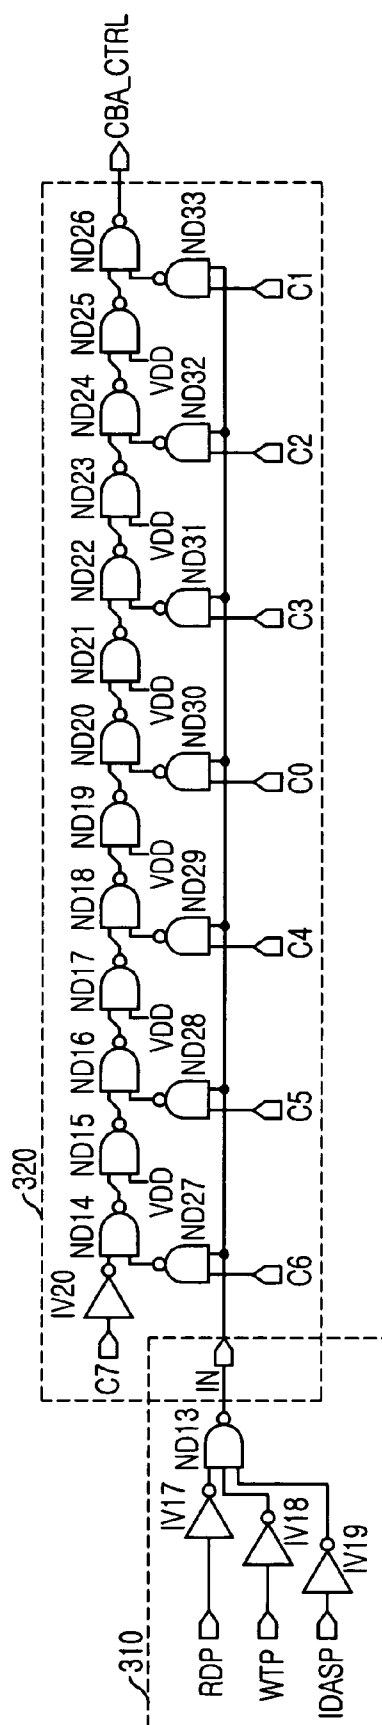 310
RDP
WTP
IDASP
IV17
IV18
IV19
ND13
IN
320
C7
IV20
ND14
ND15
ND16
ND17
ND18
ND19
ND20
ND21
ND22
ND23
ND24
ND25
ND26
CBA_CTRL
VDD
VDD
VDD
VDD
VDD
VDD
ND27
ND28
ND29
ND30
ND31
ND32
ND33
C6
C5
C4
C0
C3
C2
C1